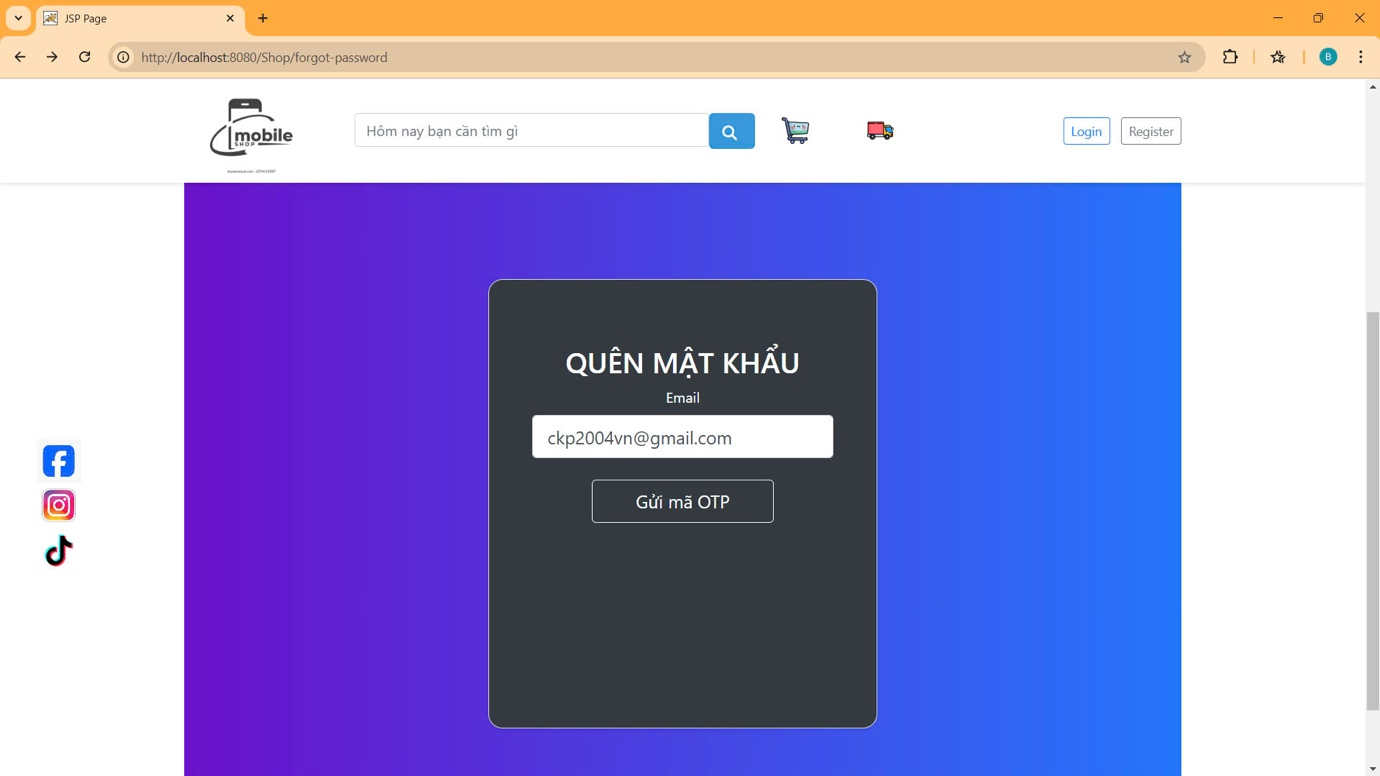 JSP Page
http://localhost:8080/Shop/forgot-password
B
mobile
SHOP
Hôm nay bạn cần tìm gì
Login
Register
QUÊN MẬT KHẨU
Email
ckp2004vn@gmail.com
Gửi mã OTP